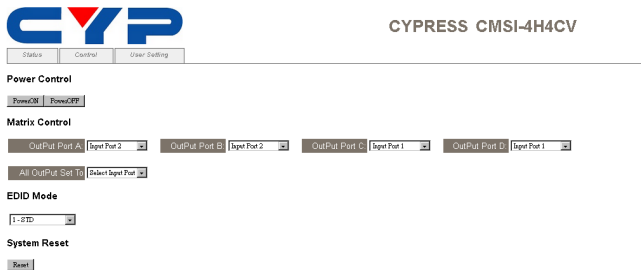 CYP
CYPRESS CMSI-4H4CV
Status Control User Setting
Power Control
PowerON PowerOFF
Matrix Control
OutPut Port A: Input Port 2 OutPut Port B: Input Port 2 OutPut Port C: Input Port 1 OutPut Port D: Input Port 1
All OutPut Set To Select Input Port
EDID Mode
1 - STD
System Reset
Reset